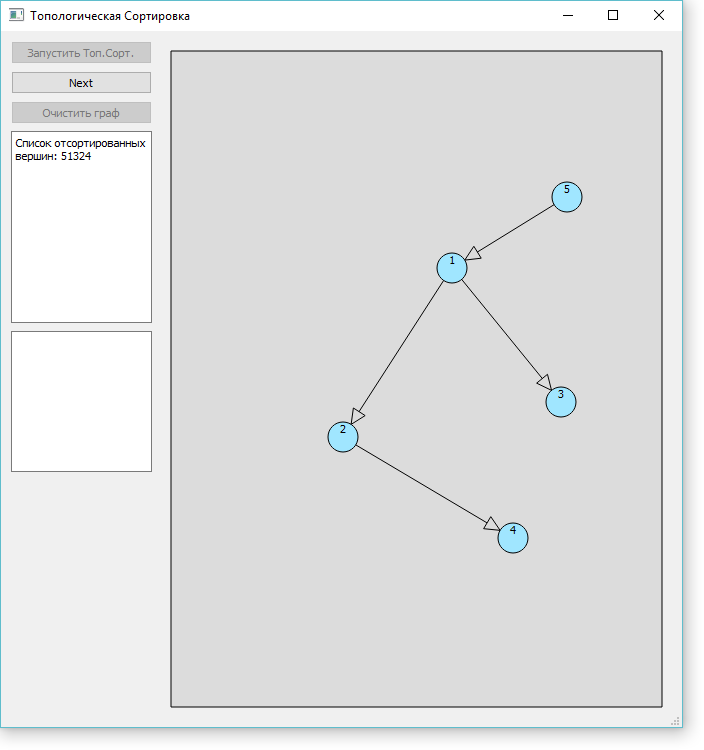 Топологическая Сортировка
Запустить Топ.Сорт.
Next
Очистить граф
Список отсортированных
вершин: 51324
5
1
3
2
4